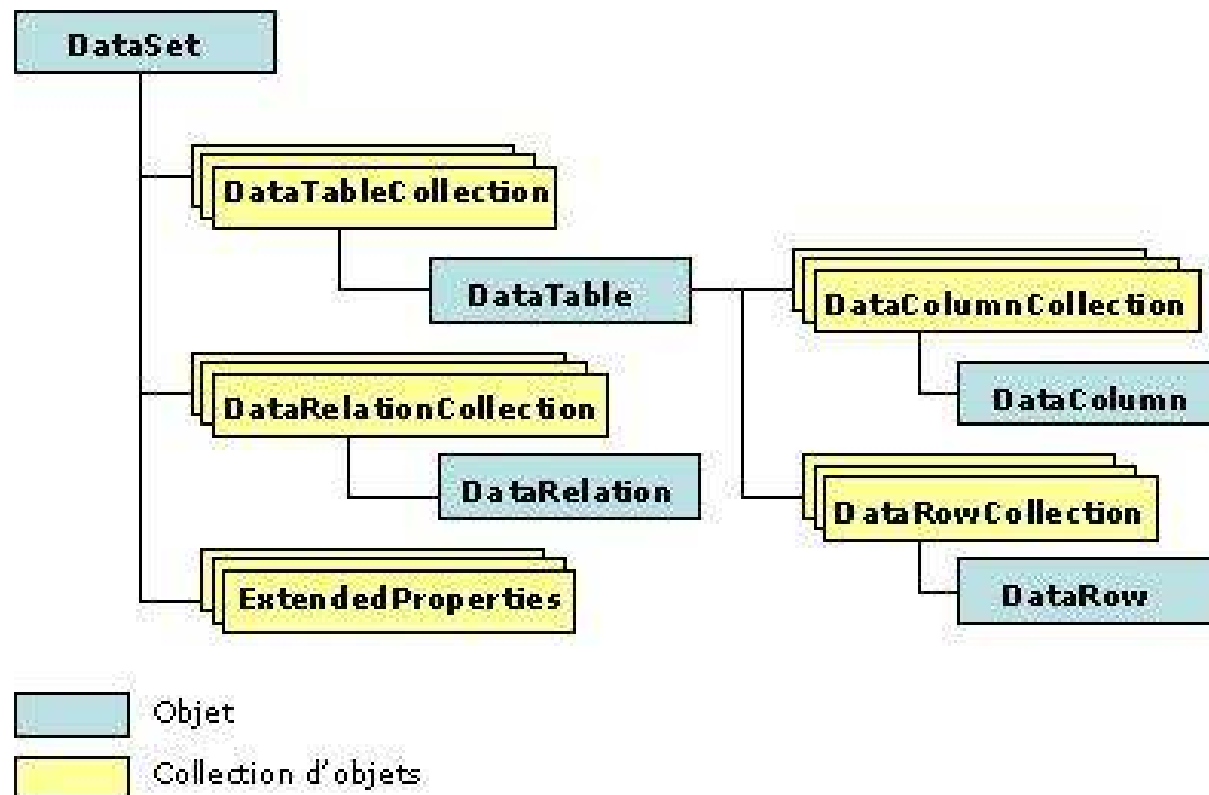 DataSet
DataTableCollection
DataTable
DataColumnCollection
DataColumn
DataRelationCollection
DataRelation
DataRowCollection
DataRow
ExtendedProperties
Objet
Collection d'objets